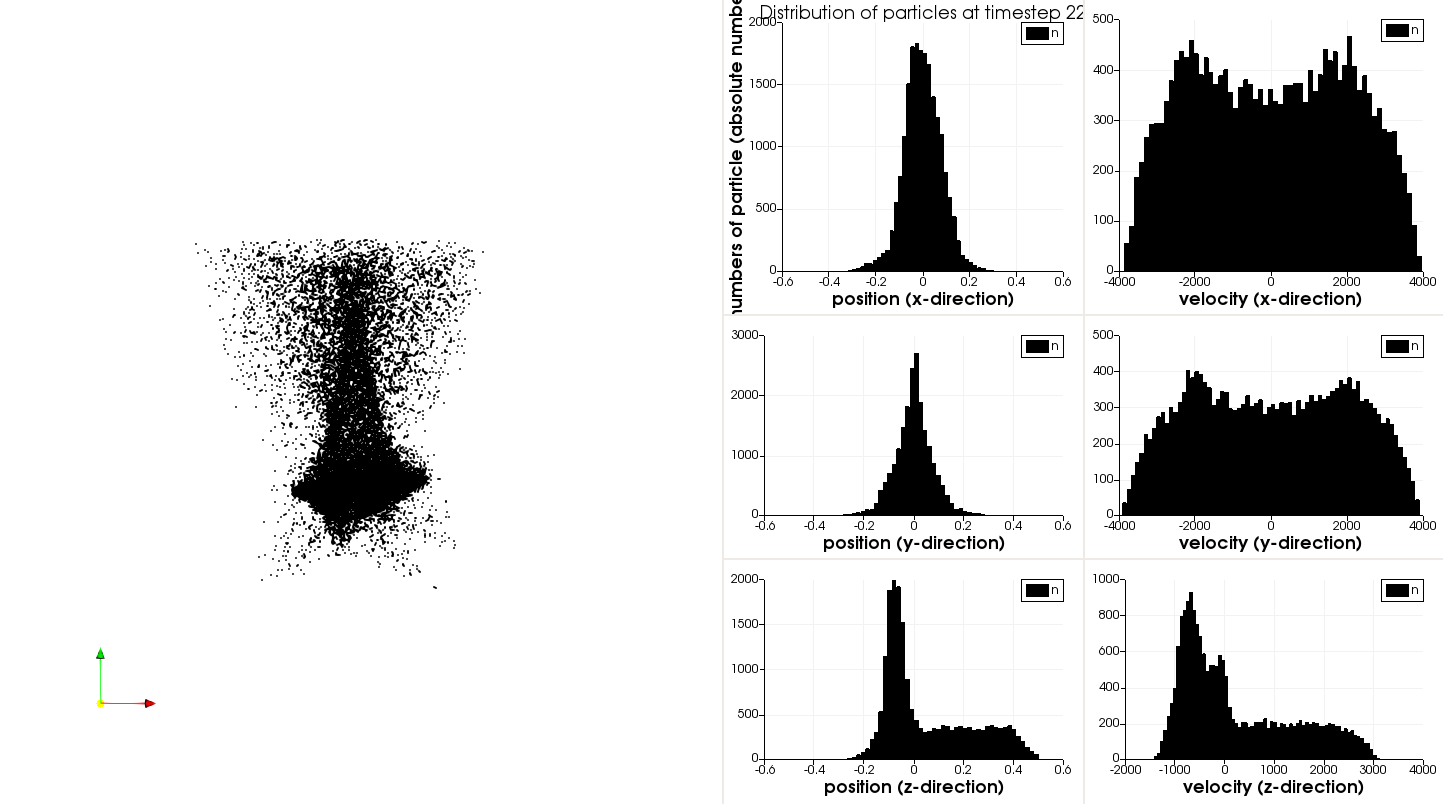 Distribution of particles at timestep 22
numbers of particle (absolute numbe
2000
1500
1000
500
0
-0.6 -0.4 -0.2 0 0.2 0.4 0.6
position (x-direction)
n
500
400
300
200
100
0
-4000 -2000 0 2000 4000
velocity (x-direction)
n
3000
2000
1000
0
-0.6 -0.4 -0.2 0 0.2 0.4 0.6
position (y-direction)
n
500
400
300
200
100
0
-4000 -2000 0 2000 4000
velocity (y-direction)
n
2000
1500
1000
500
0
-0.6 -0.4 -0.2 0 0.2 0.4 0.6
position (z-direction)
n
1000
800
600
400
200
0
-2000 -1000 0 1000 2000 3000 4000
velocity (z-direction)
n